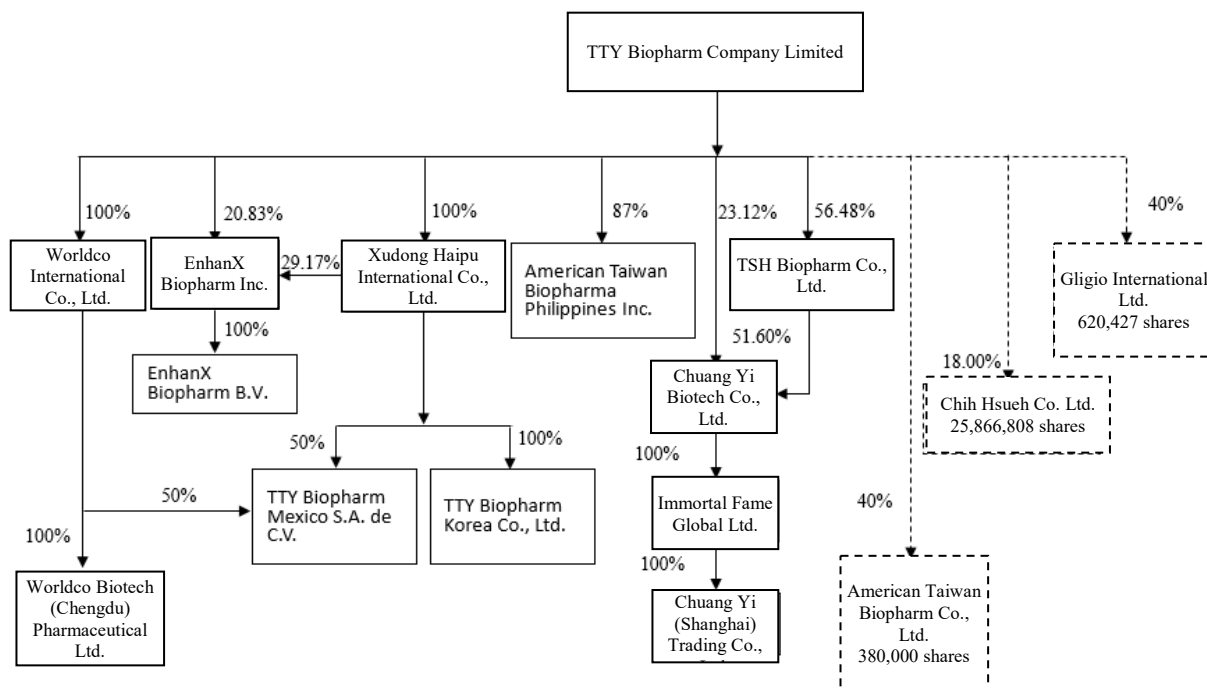 TTY Biopharm Company Limited
100%
20.83%
100%
87%
23.12%
56.48%
40%
Worldco
International
Co., Ltd.
EnhanX
Biopharm Inc.
29.17%
Xudong Haipu
International Co.,
Ltd.
American Taiwan
Biopharma
Philippines Inc.
TSH Biopharm Co.,
Ltd.
Gligio International
Ltd.
620,427 shares
100%
EnhanX
Biopharm B.V.
51.60%
Chuang Yi
Biotech Co.,
Ltd.
18.00%
Chih Hsueh Co. Ltd.
25,866,808 shares
50%
100%
100%
50%
TTY Biopharm
Mexico S.A. de
C.V.
TTY Biopharm
Korea Co., Ltd.
Immortal Fame
Global Ltd.
40%
100%
100%
Worldco Biotech
(Chengdu)
Pharmaceutical
Ltd.
Chuang Yi
(Shanghai)
Trading Co.,
American Taiwan
Biopharm Co.,
Ltd.
380,000 shares